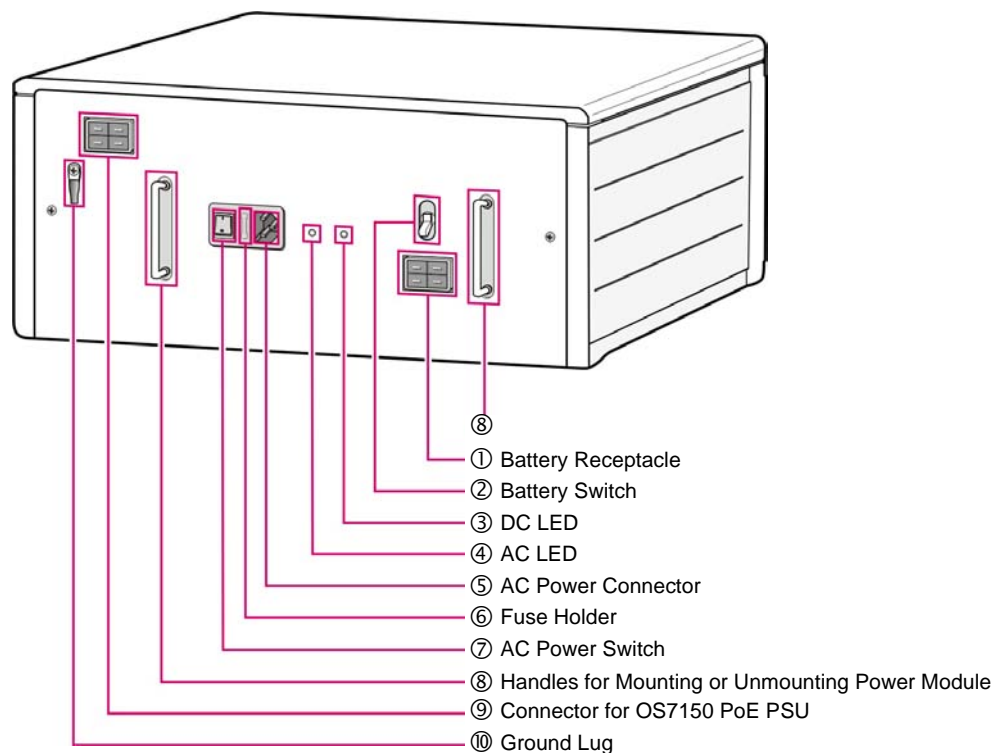 ⑧
① Battery Receptacle
② Battery Switch
③ DC LED
④ AC LED
⑤ AC Power Connector
⑥ Fuse Holder
⑦ AC Power Switch
⑧ Handles for Mounting or Unmounting Power Module
⑨ Connector for OS7150 PoE PSU
⑩ Ground Lug